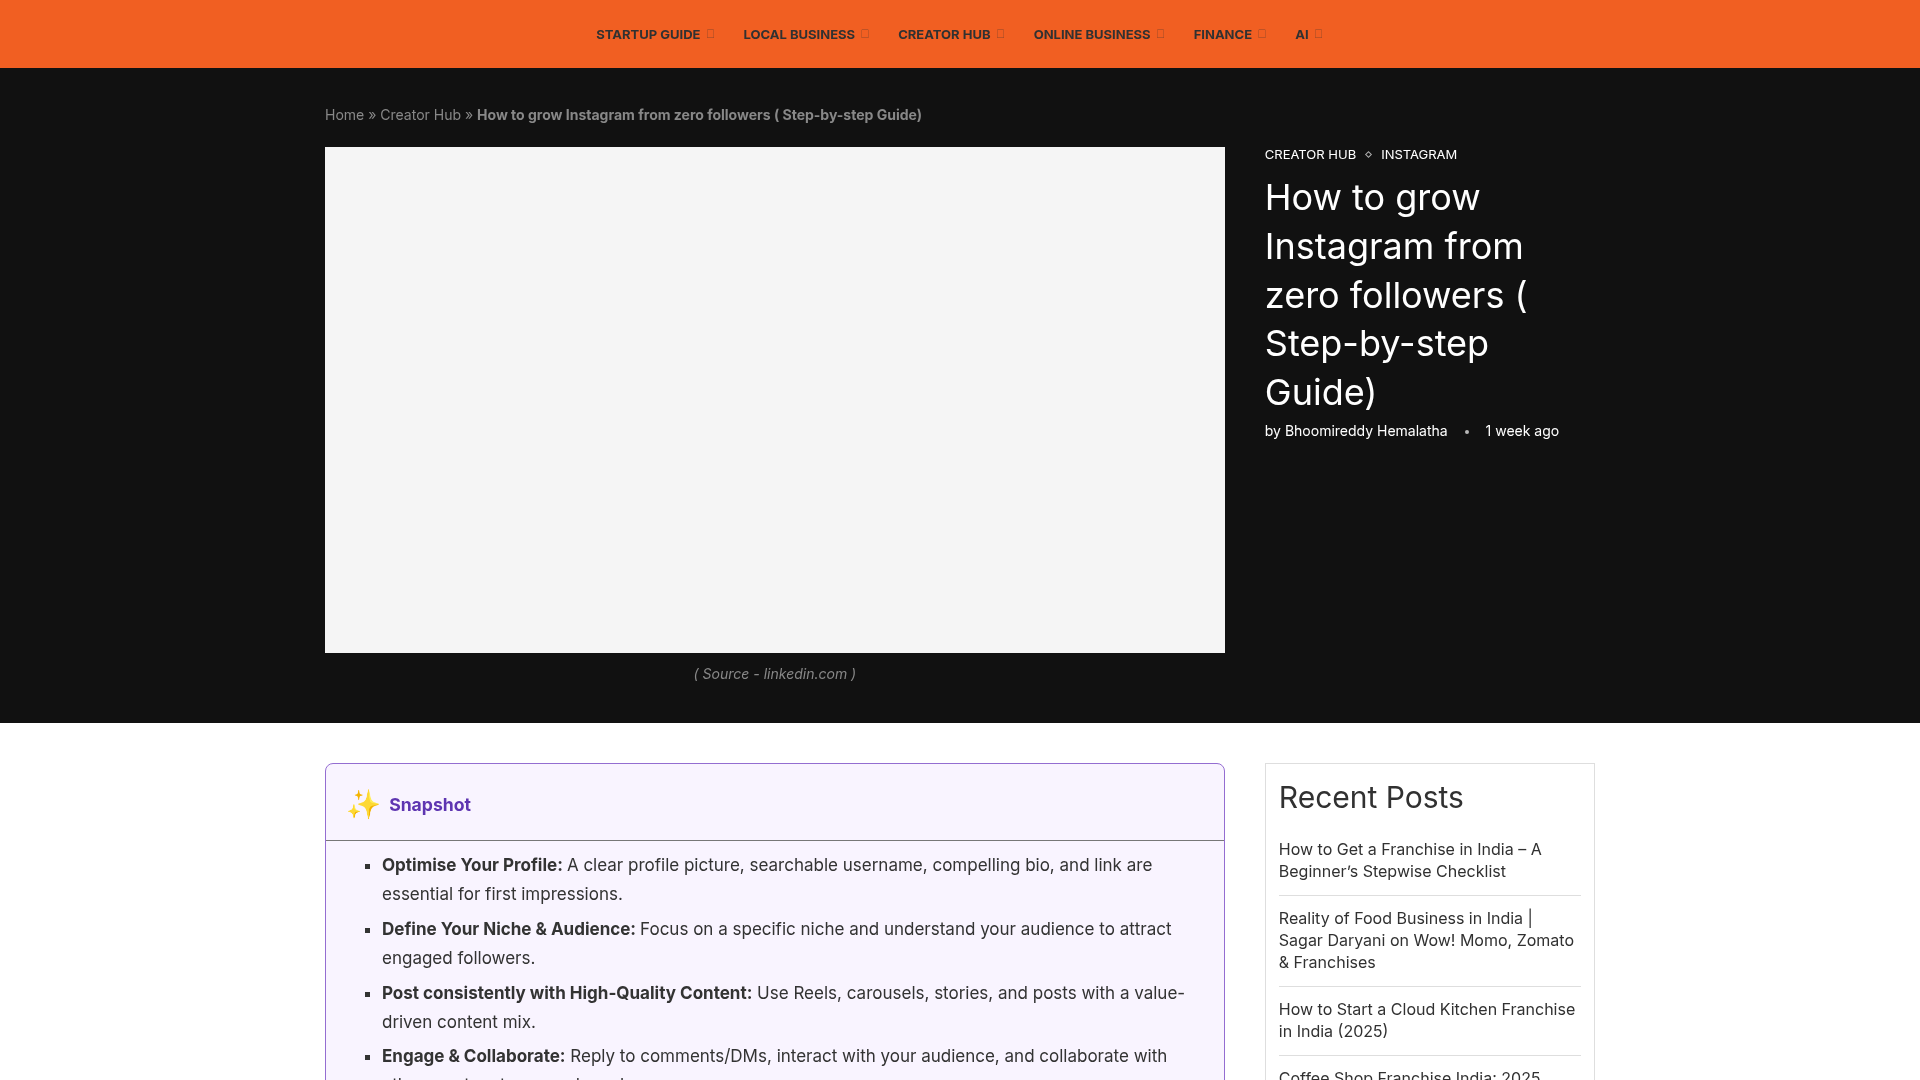 STARTUP GUIDE LOCAL BUSINESS CREATOR HUB ONLINE BUSINESS FINANCE AI
Home » Creator Hub » How to grow Instagram from zero followers ( Step-by-step Guide)
CREATOR HUB ◇ INSTAGRAM
How to grow
Instagram from
zero followers (
Step-by-step
Guide)
by Bhoomireddy Hemalatha • 1 week ago
( Source - linkedin.com )
✨ Snapshot
▪ Optimise Your Profile: A clear profile picture, searchable username, compelling bio, and link are
essential for first impressions.
▪ Define Your Niche & Audience: Focus on a specific niche and understand your audience to attract
engaged followers.
▪ Post consistently with High-Quality Content: Use Reels, carousels, stories, and posts with a value-
driven content mix.
▪ Engage & Collaborate: Reply to comments/DMs, interact with your audience, and collaborate with
Recent Posts
How to Get a Franchise in India – A
Beginner’s Stepwise Checklist
Reality of Food Business in India |
Sagar Daryani on Wow! Momo, Zomato
& Franchises
How to Start a Cloud Kitchen Franchise
in India (2025)
Coffee Shop Franchise India: 2025